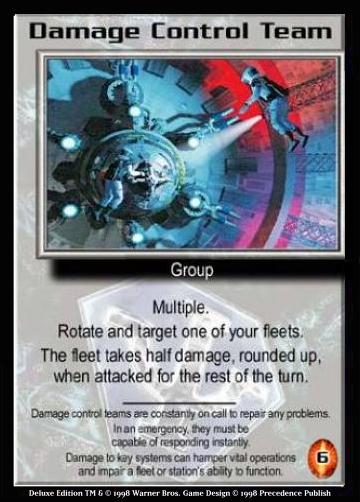 Damage Control Team
Group
Multiple.
Rotate and target one of your fleets.
The fleet takes half damage, rounded up,
when attacked for the rest of the turn.
Damage control teams are constantly on call to repair any problems.
In an emergency, they must be
capable of responding instantly.
Damage to key systems can hamper vital operations
and impair a fleet or station's ability to function.
6
Deluxe Edition TM & © 1998 Warner Bros. Game Design © 1998 Precedence Publish